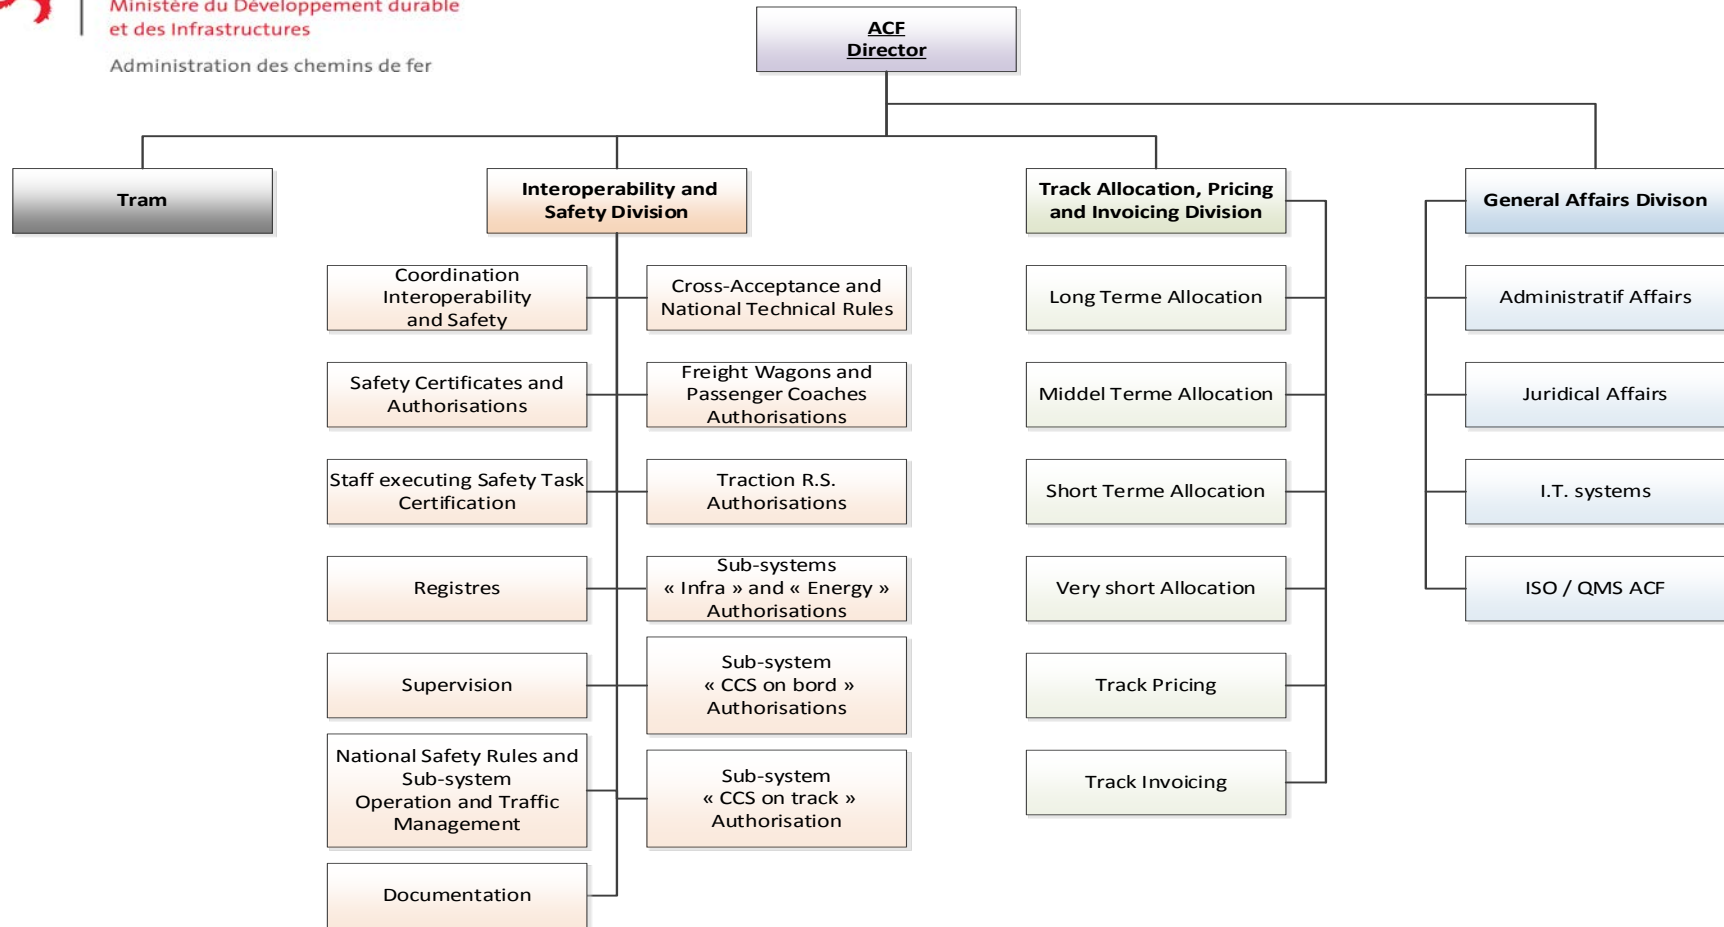 Ministère du Développement durable
et des Infrastructures
Administration des chemins de fer
ACF
Director
Tram
Interoperability and
Safety Division
Track Allocation, Pricing
and Invoicing Division
General Affairs Divison
Coordination
Interoperability
and Safety
Cross-Acceptance and
National Technical Rules
Long Terme Allocation
Administratif Affairs
Safety Certificates and
Authorisations
Freight Wagons and
Passenger Coaches
Authorisations
Middel Terme Allocation
Juridical Affairs
Staff executing Safety Task
Certification
Traction R.S.
Authorisations
Short Terme Allocation
I.T. systems
Registres
Sub-systems
« Infra » and « Energy »
Authorisations
Very short Allocation
ISO / QMS ACF
Supervision
Sub-system
« CCS on bord »
Authorisations
Track Pricing
National Safety Rules and
Sub-system
Operation and Traffic
Management
Sub-system
« CCS on track »
Authorisation
Track Invoicing
Documentation